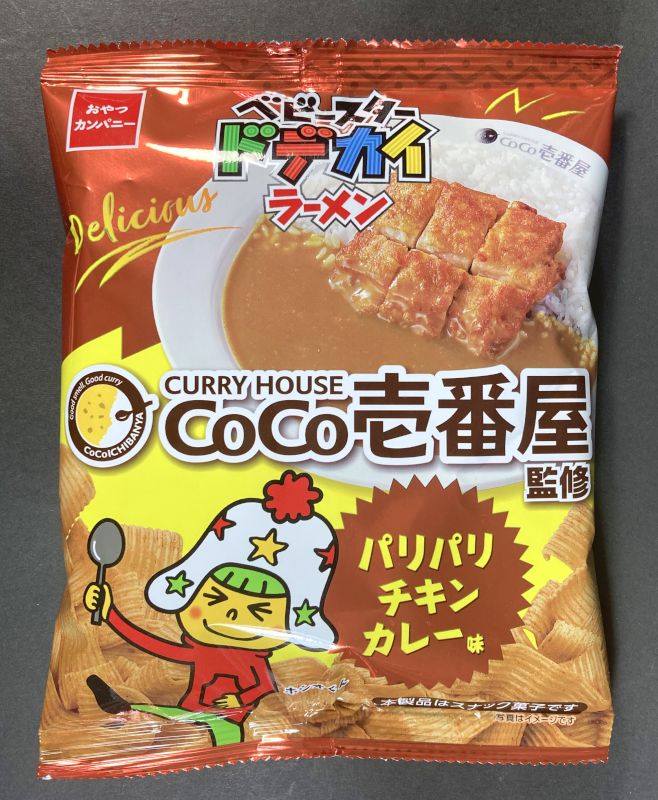 おやつ
カンパニー
ベビースター
ドデカイ
ラーメン
Delicious
CURRY HOUSE
CoCo壱番屋
Good smell, Good curry
CoCoICHIBANYA
CURRY HOUSE
CoCo壱番屋
監修
パリパリ
チキン
カレー味
ホシオくん
本製品はスナック菓子です
写真はイメージです